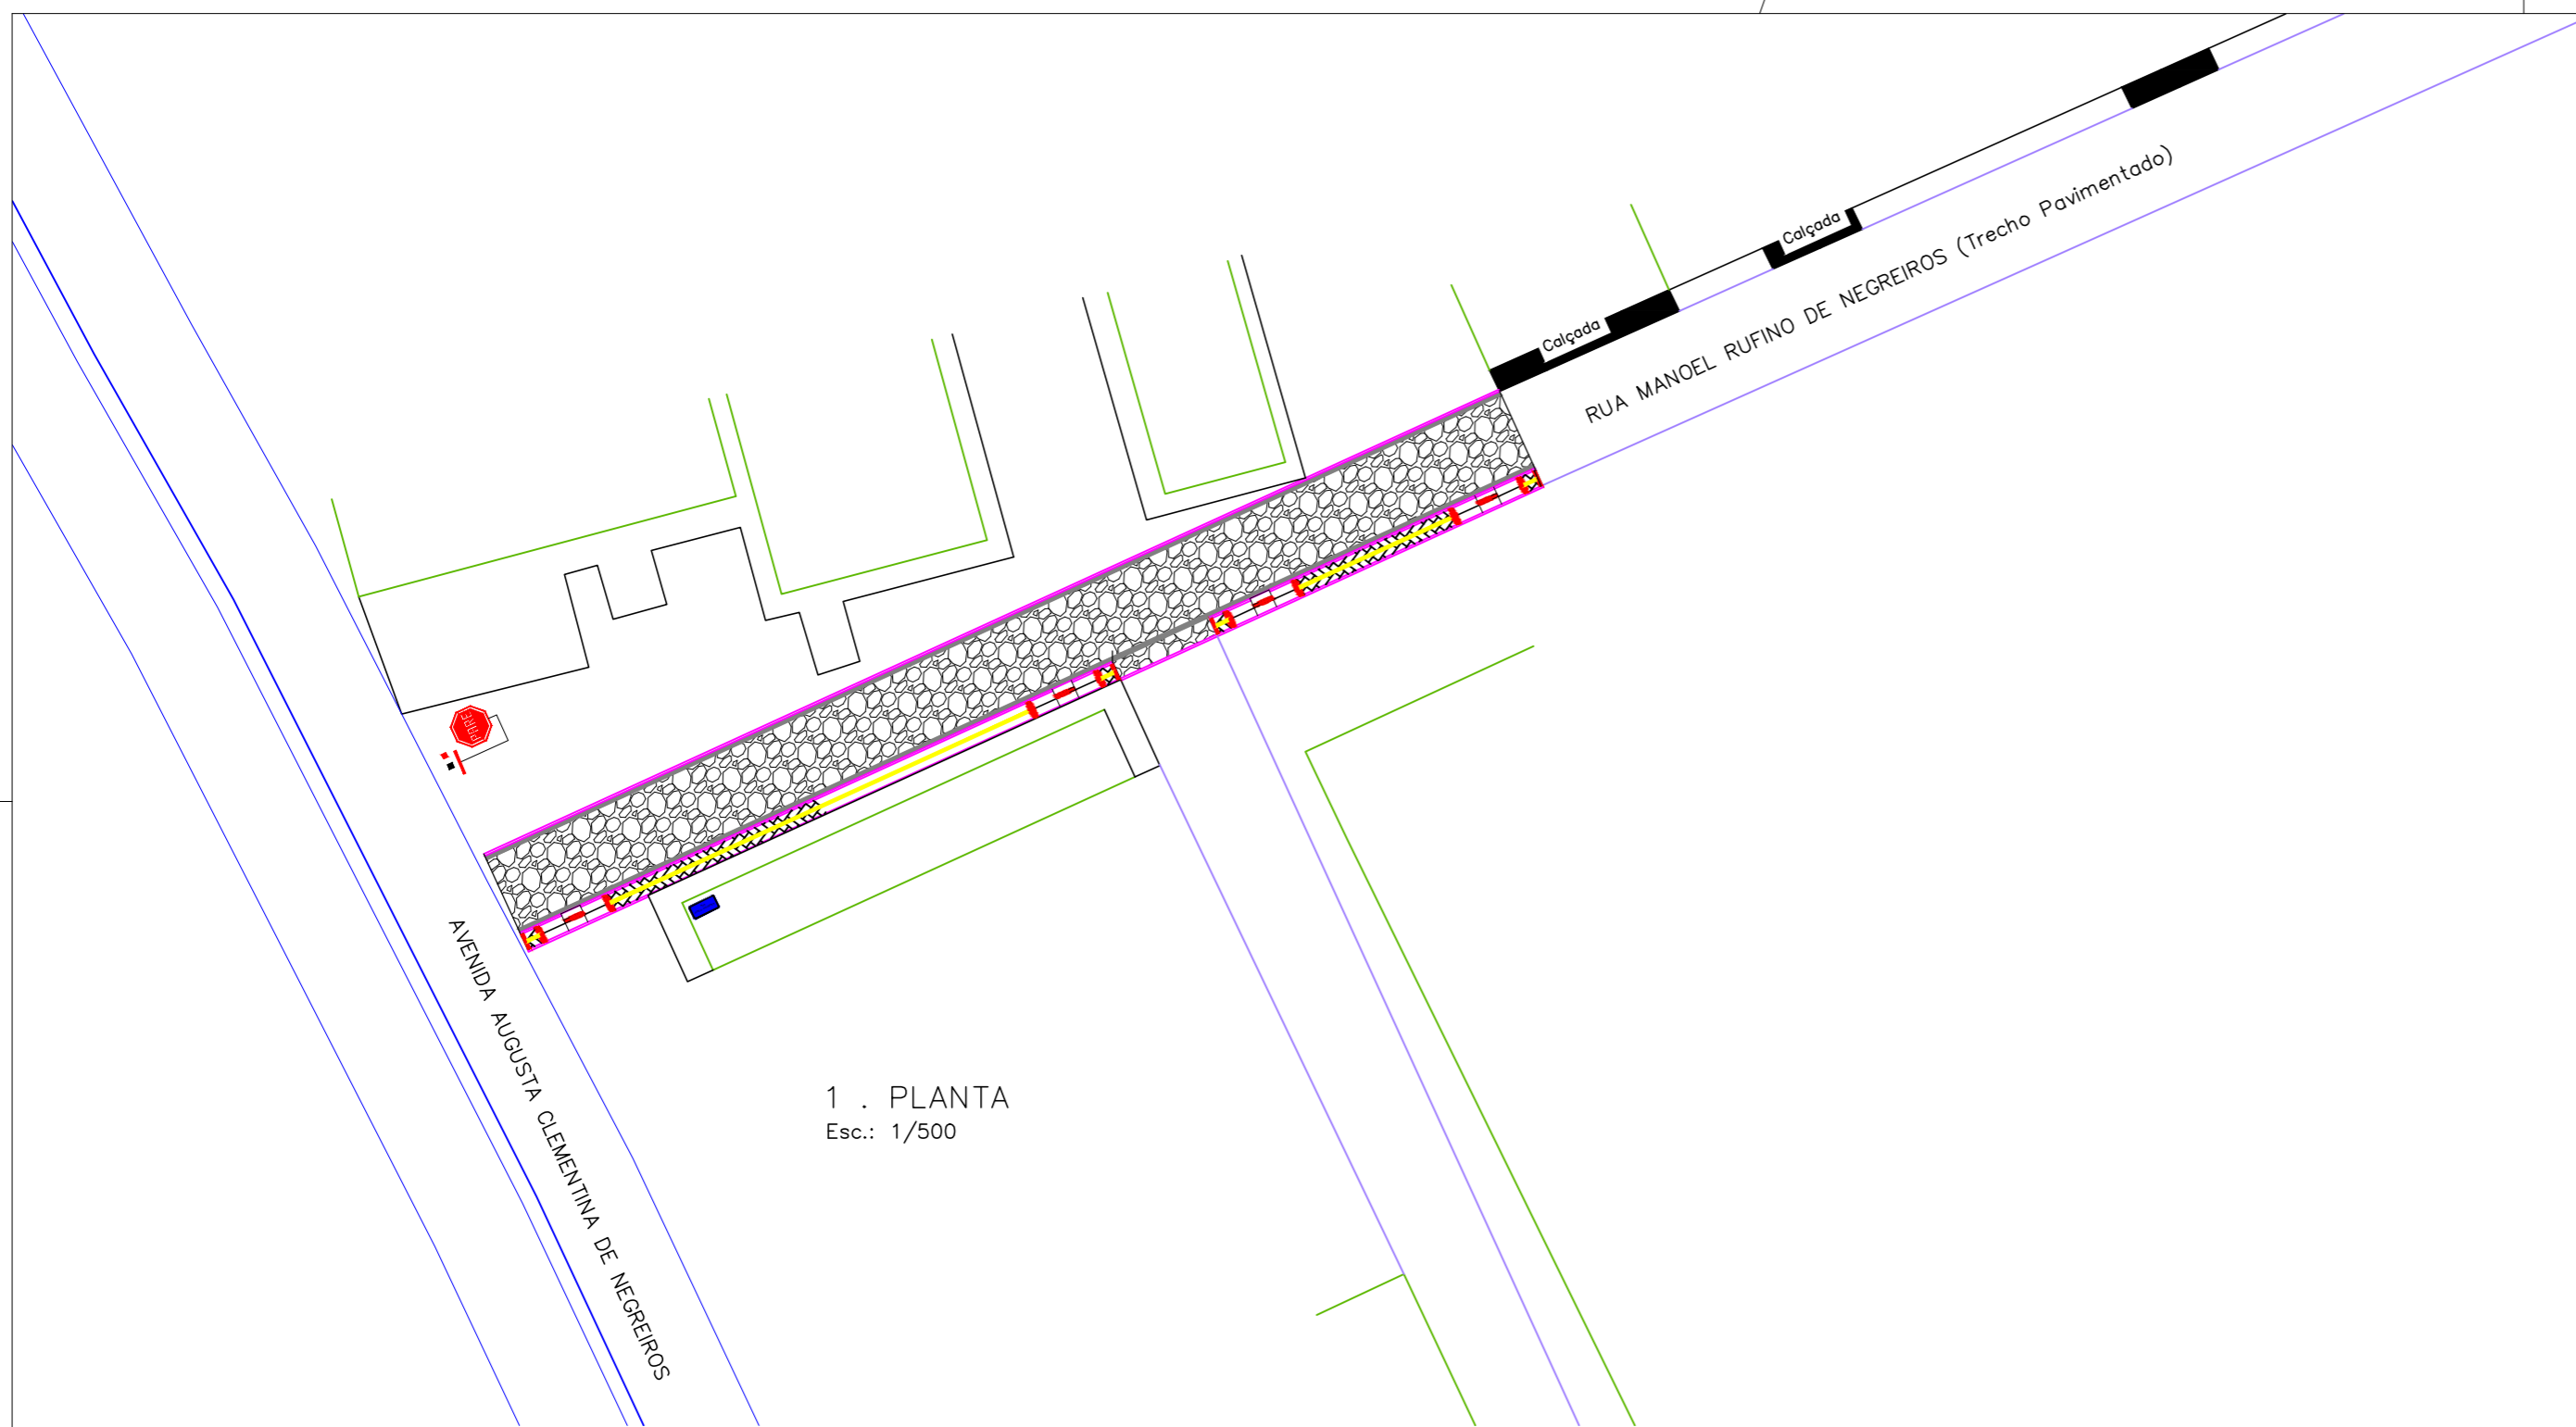 Calçada
Calçada
RUA MANOEL RUFINO DE NEGREIROS (Trecho Pavimentado)
PARE
AVENIDA AUGUSTA CLEMENTINA DE NEGREIROS
1 . PLANTA
Esc.: 1/500